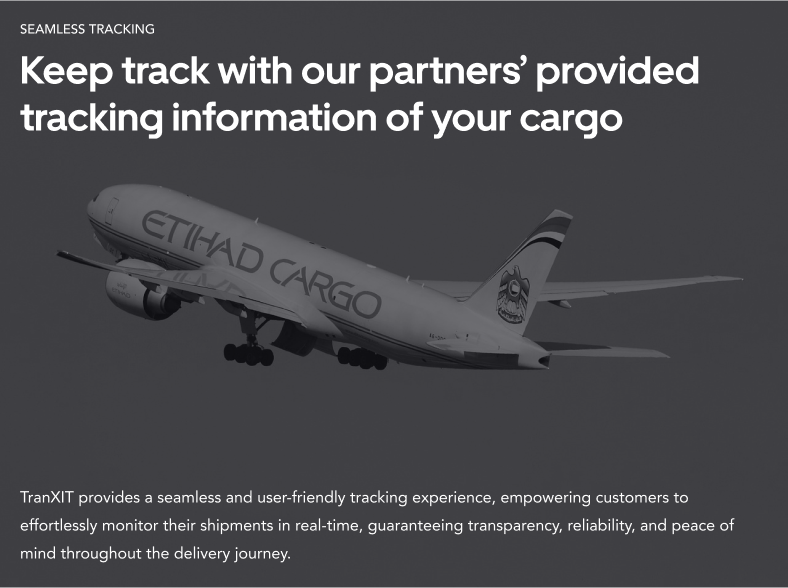 SEAMLESS TRACKING
Keep track with our partners’ provided
tracking information of your cargo
ETIHAD CARGO
TranXIT provides a seamless and user-friendly tracking experience, empowering customers to
effortlessly monitor their shipments in real-time, guaranteeing transparency, reliability, and peace of
mind throughout the delivery journey.